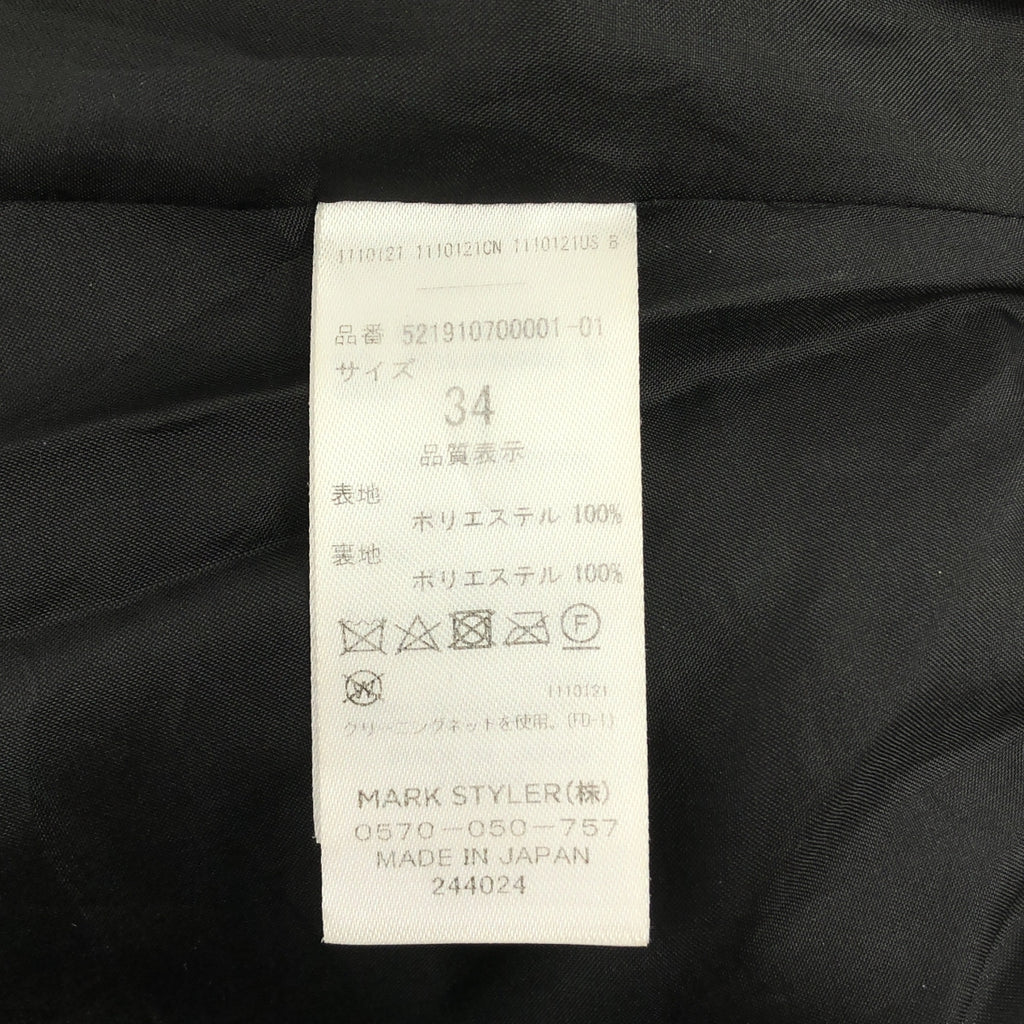 1110121 1110121CN 1110121US B
品番 521910700001-01
サイズ
34
品質表示
表地
ポリエステル 100%
裏地
ポリエステル 100%
F
W
1110121
クリーニングネットを使用。(FD-1)
MARK STYLER(株)
0570-050-757
MADE IN JAPAN
244024